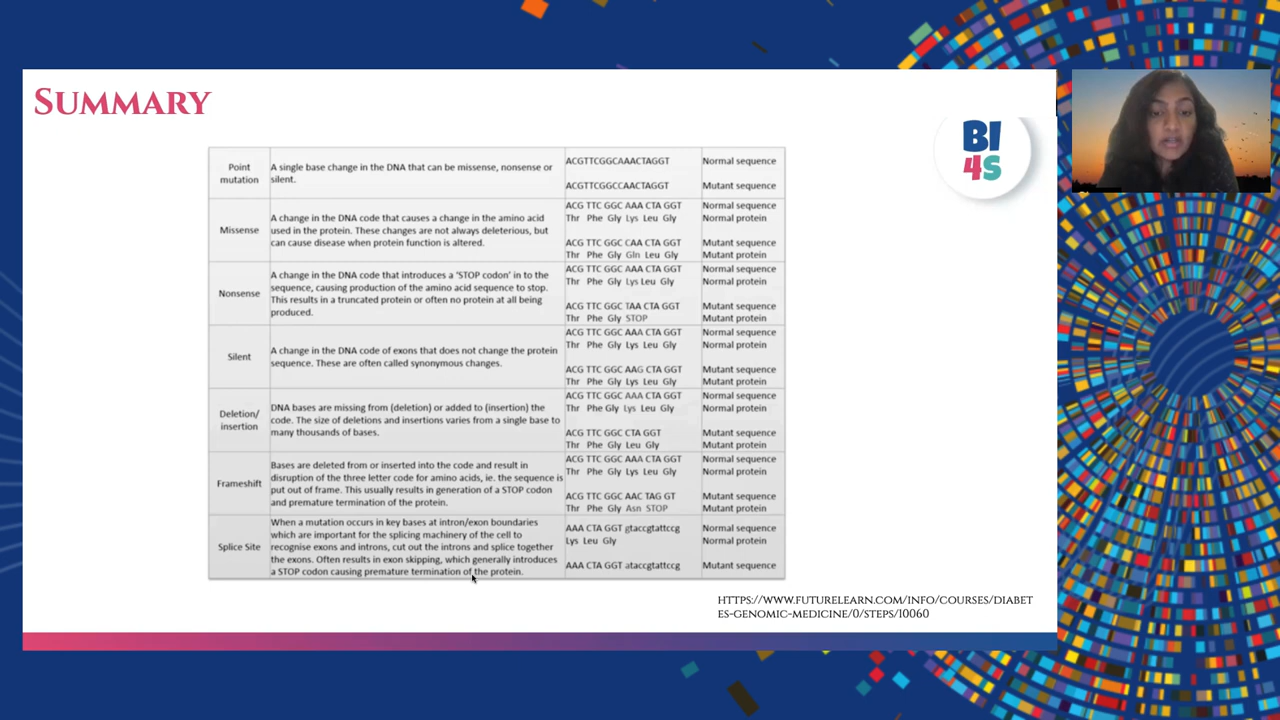 SUMMARY
BI
4S
Point
mutation
A single base change in the DNA that can be missense, nonsense or
silent.
ACGTTCGGCAAACTAGGT
Normal sequence
ACGTTCGGCCAACTAGGT
Mutant sequence
Missense
A change in the DNA code that causes a change in the amino acid
used in the protein. These changes are not always deleterious, but
can cause disease when protein function is altered.
ACG TTC GGC AAA CTA GGT
Normal sequence
Thr Phe Gly Lys Leu Gly
Normal protein
ACG TTC GGC CAA CTA GGT
Mutant sequence
Thr Phe Gly Gln Leu Gly
Mutant protein
Nonsense
A change in the DNA code that introduces a 'STOP codon' in to the
sequence, causing production of the amino acid sequence to stop.
This results in a truncated protein or often no protein at all being
produced.
ACG TTC GGC AAA CTA GGT
Normal sequence
Thr Phe Gly Lys Leu Gly
Normal protein
ACG TTC GGC TAA CTA GGT
Mutant sequence
Thr Phe Gly STOP
Mutant protein
Silent
A change in the DNA code of exons that does not change the protein
sequence. These are often called synonymous changes.
ACG TTC GGC AAA CTA GGT
Normal sequence
Thr Phe Gly Lys Leu Gly
Normal protein
ACG TTC GGC AAG CTA GGT
Mutant sequence
Thr Phe Gly Lys Leu Gly
Mutant protein
Deletion/
insertion
DNA bases are missing from (deletion) or added to (insertion) the
code. The size of deletions and insertions varies from a single base to
many thousands of bases.
ACG TTC GGC AAA CTA GGT
Normal sequence
Thr Phe Gly Lys Leu Gly
Normal protein
ACG TTC GGC CTA GGT
Mutant sequence
Thr Phe Gly Leu Gly
Mutant protein
Frameshift
Bases are deleted from or inserted into the code and result in
disruption of the three letter code for amino acids, ie. the sequence is
put out of frame. This usually results in generation of a STOP codon
and premature termination of the protein.
ACG TTC GGC AAA CTA GGT
Normal sequence
Thr Phe Gly Lys Leu Gly
Normal protein
ACG TTC GGC AAC TAG GT
Mutant sequence
Thr Phe Gly Asn STOP
Mutant protein
Splice Site
When a mutation occurs in key bases at intron/exon boundaries
which are important for the splicing machinery of the cell to
recognise exons and introns, cut out the introns and splice together
the exons. Often results in exon skipping, which generally introduces
a STOP codon causing premature termination of the protein.
AAA CTA GGT gtaccgtattccg
Normal sequence
Lys Leu Gly
Normal protein
AAA CTA GGT ataccgtattccg
Mutant sequence
HTTPS://WWW.FUTURELEARN.COM/INFO/COURSES/DIABET
ES-GENOMIC-MEDICINE/0/STEPS/10060